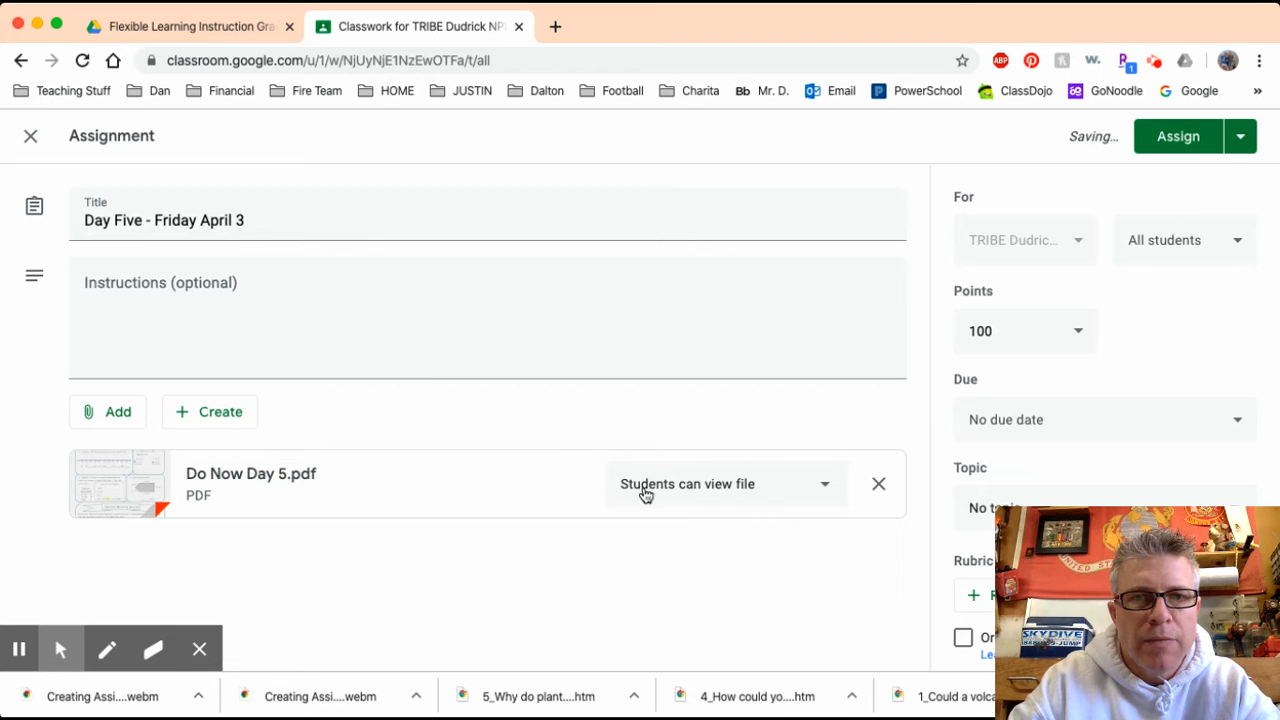 Flexible Learning Instruction Gra
Classwork for TRIBE Dudrick NP
classroom.google.com/u/1/w/NjUyNjE1NzEwOTFa/t/all
ABP
Teaching Stuff Dan Financial Fire Team HOME JUSTIN Dalton Football Charita Bb Mr. D. Email PowerSchool ClassDojo GoNoodle Google »
Assignment
Saving...
Assign
Title
Day Five - Friday April 3
Instructions (optional)
Add
Create
Do Now Day 5.pdf
PDF
Students can view file
For
TRIBE Dudric...
All students
Points
100
Due
No due date
Topic
No
Rubric
SKYDIVE
Creating Assi....webm
Creating Assi....webm
5_Why do plant....htm
4_How could yo....htm
1_Could a volca